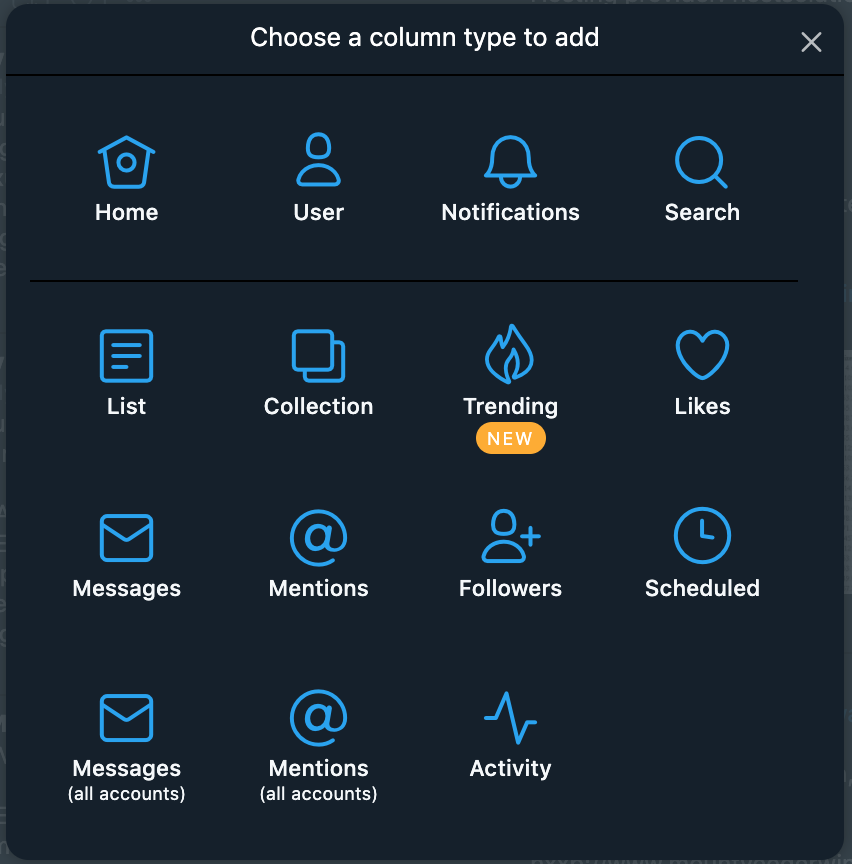 Choose a column type to add
Home
User
Notifications
Search
List
Collection
Trending
NEW
Likes
Messages
Mentions
Followers
Scheduled
Messages
(all accounts)
Mentions
(all accounts)
Activity